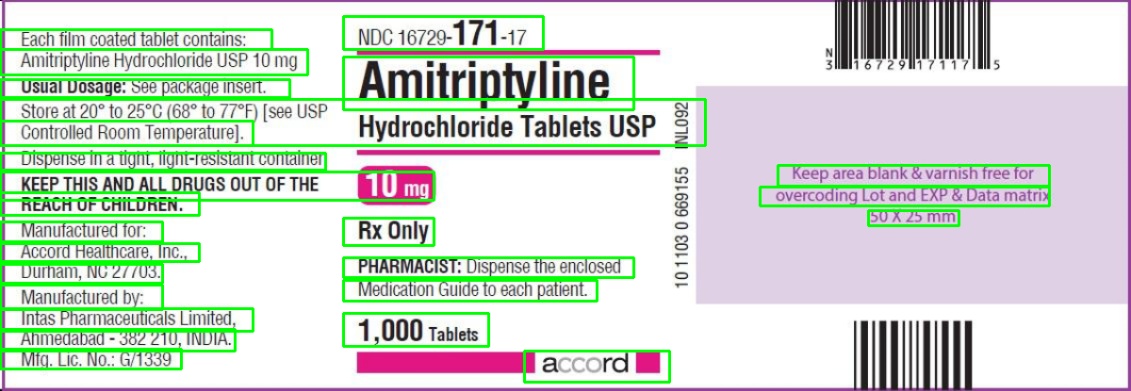 Each film coated tablet contains:
Amitriptyline Hydrochloride USP 10 mg
Usual Dosage: See package insert.
Store at 20° to 25°C (68° to 77°F) [see USP
Controlled Room Temperature].
Dispense in a tight, light-resistant container
KEEP THIS AND ALL DRUGS OUT OF THE
REACH OF CHILDREN.
Manufactured for:
Accord Healthcare, Inc.,
Durham, NC 27703.
Manufactured by:
Intas Pharmaceuticals Limited,
Ahmedabad - 382 210, INDIA.
Mfg. Lic. No.: G/1339
NDC 16729-171-17
Amitriptyline
Hydrochloride Tablets USP
10 mg
Rx Only
PHARMACIST: Dispense the enclosed
Medication Guide to each patient.
1,000 Tablets
accord
10 1103 0 669155 INL092
N
3 16729 17117 5
Keep area blank & varnish free for
overcoding Lot and EXP & Data matrix
50 X 25 mm